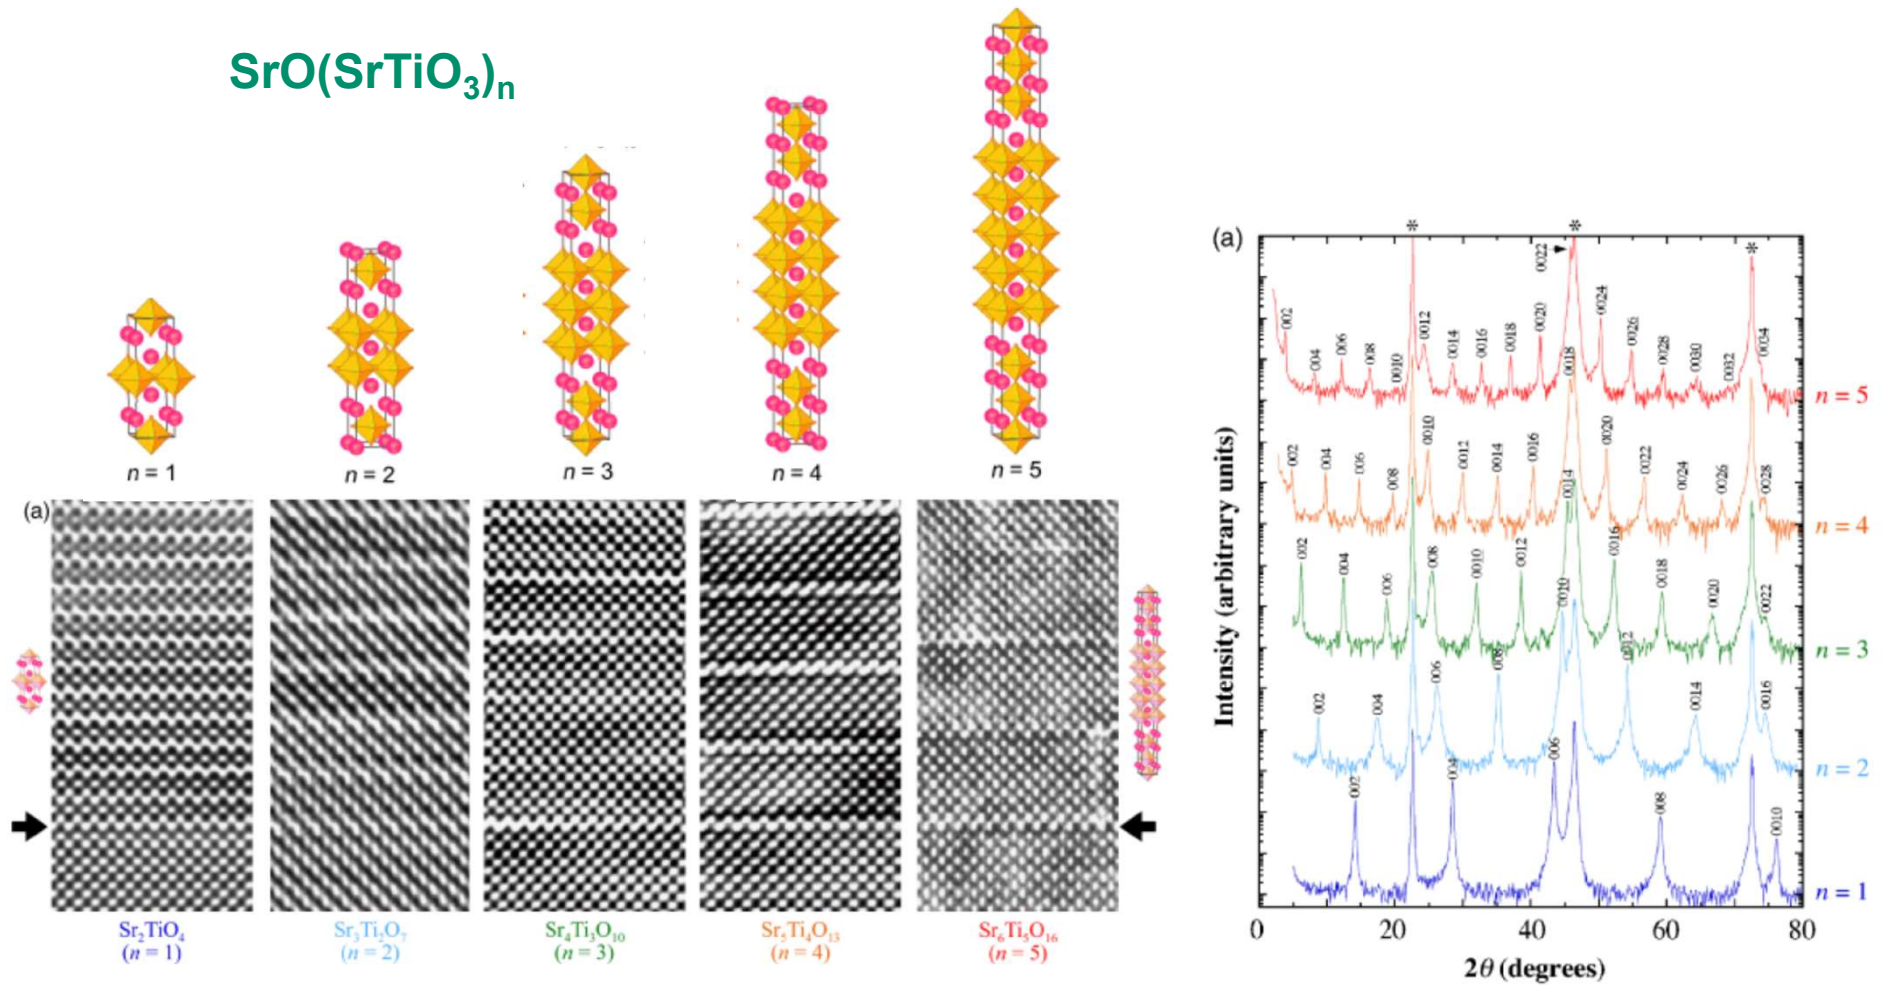 SrO(SrTiO₃)ₙ
n = 1
n = 2
n = 3
n = 4
n = 5
(a)
Sr₂TiO₄
(n = 1)
Sr₃Ti₂O₇
(n = 2)
Sr₄Ti₃O₁₀
(n = 3)
Sr₅Ti₄O₁₃
(n = 4)
Sr₆Ti₅O₁₆
(n = 5)
(a)
Intensity (arbitrary units)
* * *
002 004 006 008 0010 0012 0014 0016 0018 0020 0022 0024 0026 0028 0030 0032 0034
n = 5
002 004 006 008 0010 0012 0014 0016 0018 0020 0022 0024 0026 0028
n = 4
002 004 006 008 0010 0012 0014 0016 0018 0020 0022
n = 3
002 004 006 008 0010 0012 0014 0016
n = 2
002 004 006 008 0010
n = 1
0 20 40 60 80
2θ (degrees)